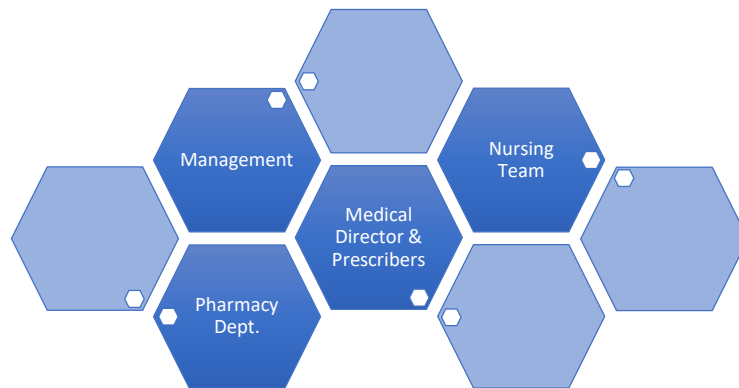 Management
Nursing
Team
Medical
Director &
Prescribers
Pharmacy
Dept.